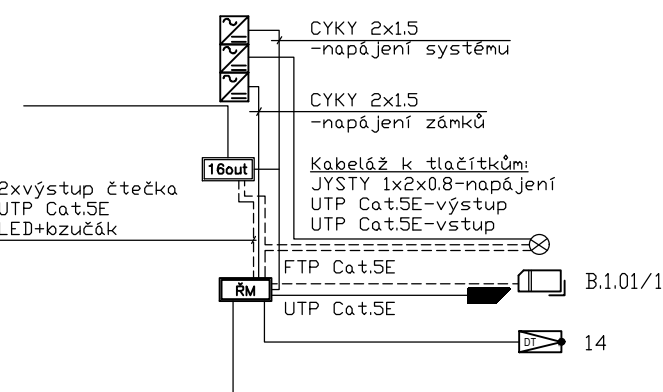 CYKY 2x1.5
-napájení systému
CYKY 2x1.5
-napájení zámků
16out
Kabeláž k tlačítkům:
2xvýstup čtečka
JYSTY 1x2x0.8-napájení
UTP Cat.5E
UTP Cat.5E-výstup
LED+bzučák
UTP Cat.5E-vstup
FTP Cat.5E
ŘM
B.1.01/1
UTP Cat.5E
DT
14